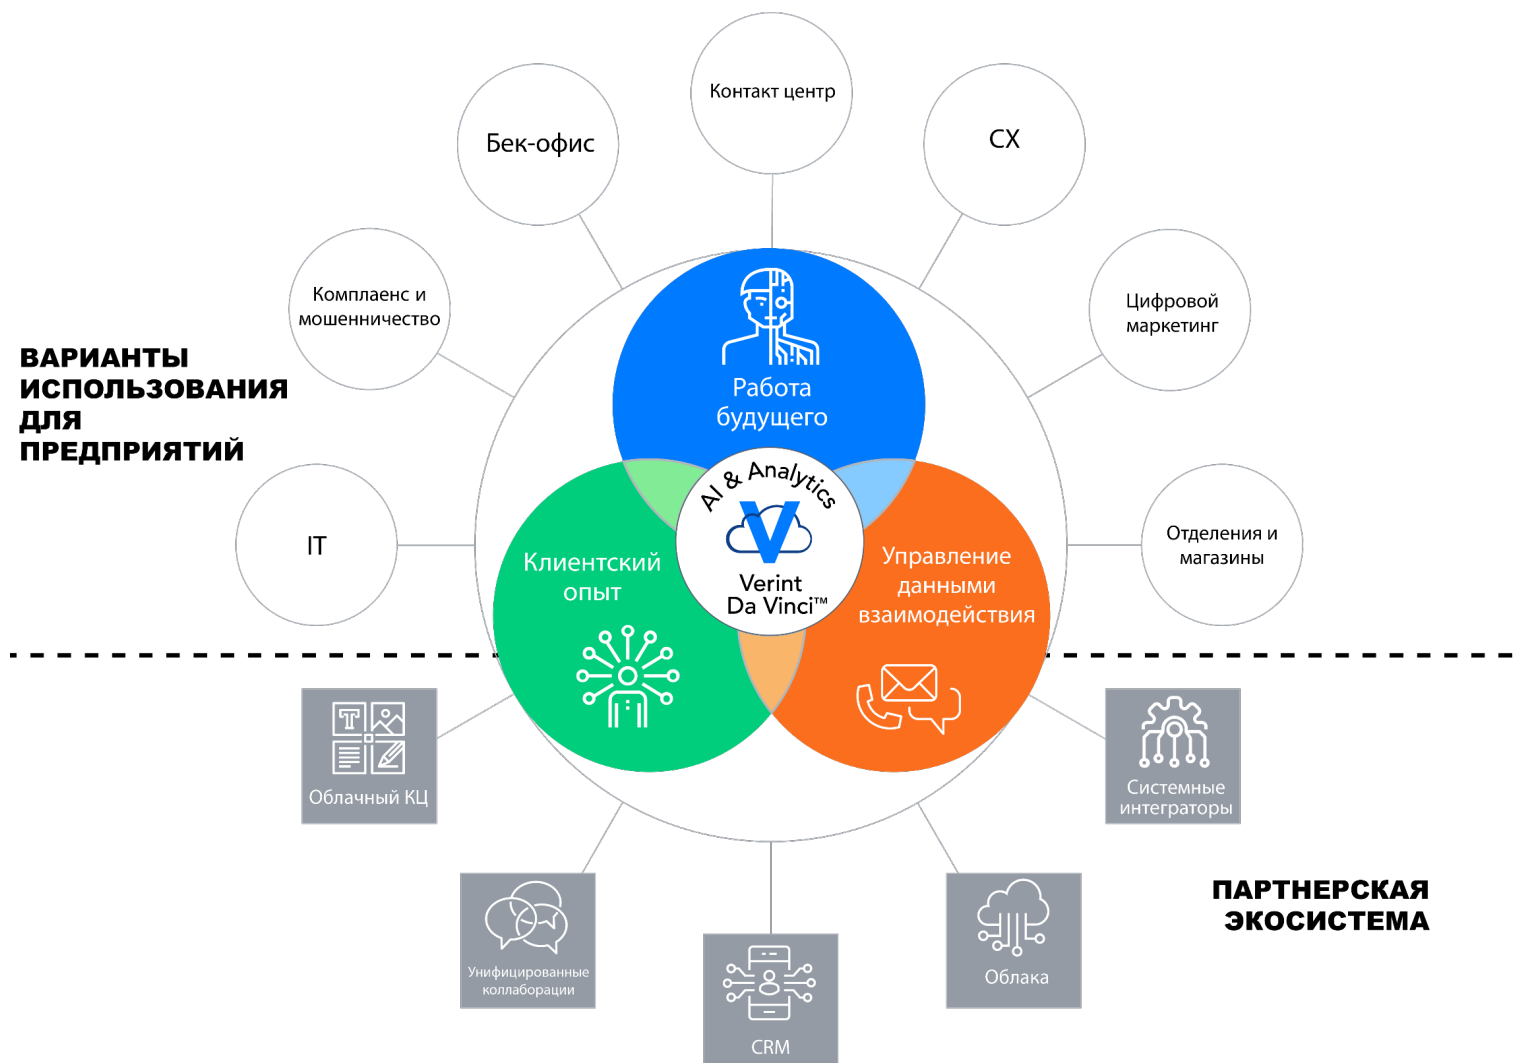 Контакт центр
Бек-офис
CX
Комплаенс и
мошенничество
Цифровой
маркетинг
ВАРИАНТЫ
ИСПОЛЬЗОВАНИЯ
ДЛЯ
ПРЕДПРИЯТИЙ
Работа
будущего
AI & Analytics
V
Verint
Da Vinci™
IT
Клиентский
опыт
Управление
данными
взаимодействия
Отделения и
магазины
T
Облачный КЦ
Системные
интеграторы
Унифицированные
коллаборации
CRM
Облака
ПАРТНЕРСКАЯ
ЭКОСИСТЕМА